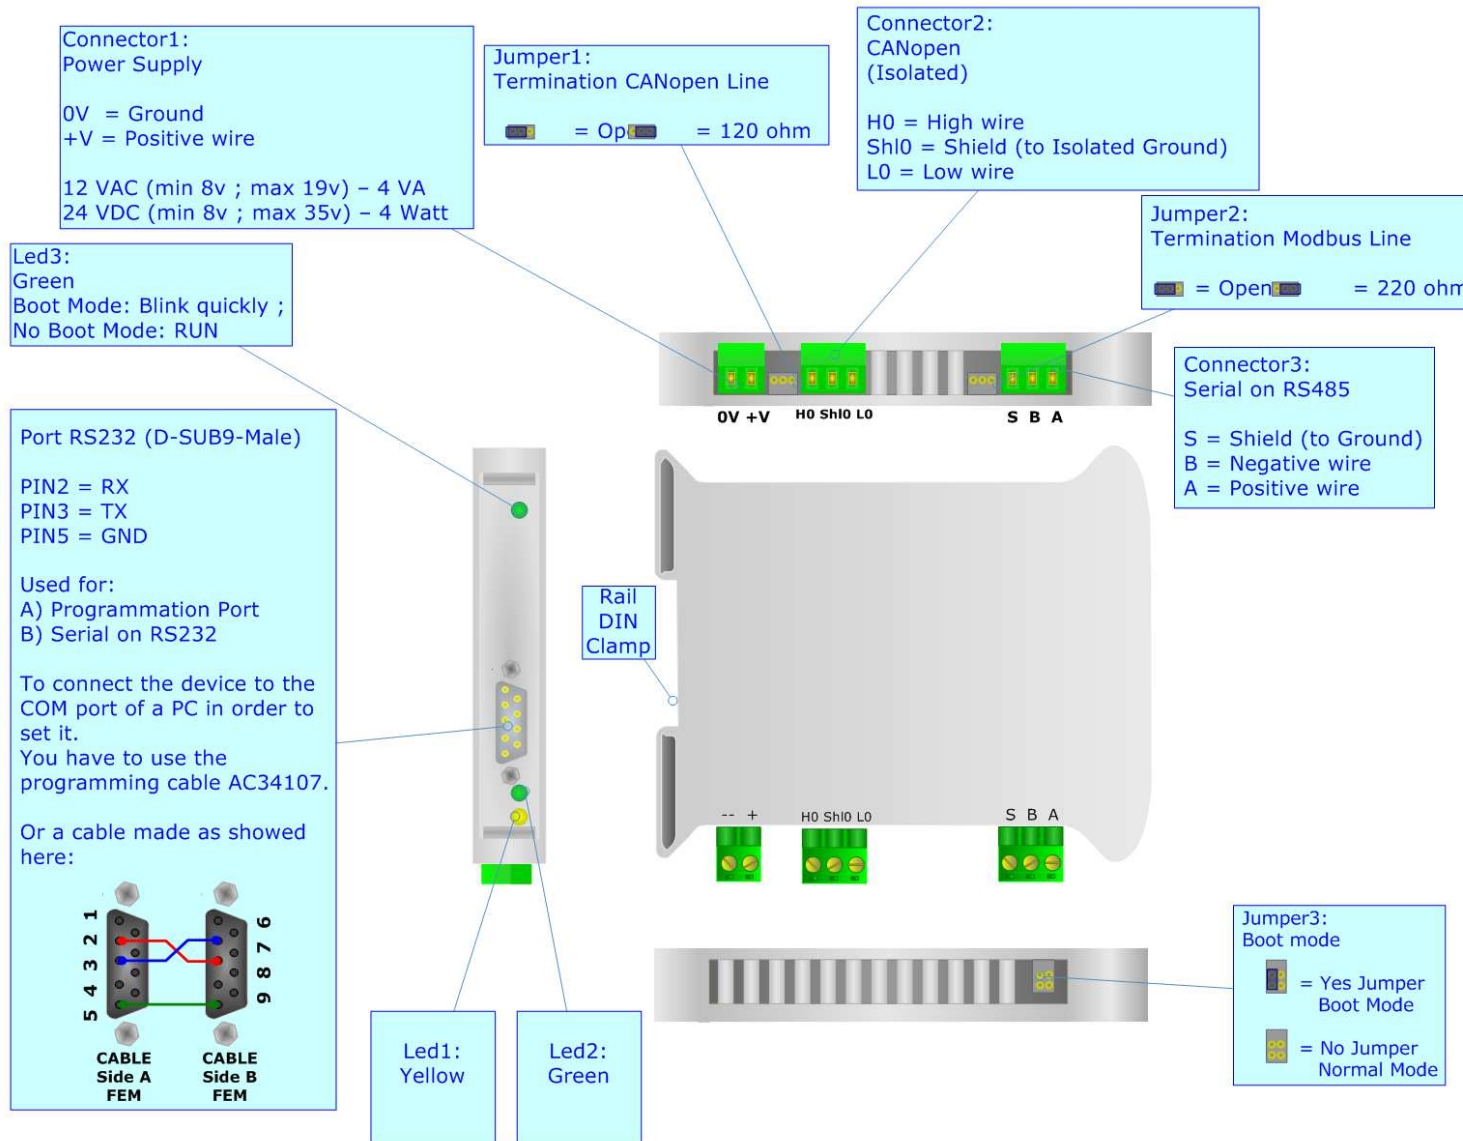 Connector1:
Power Supply
0V = Ground
+V = Positive wire
12 VAC (min 8v ; max 19v) – 4 VA
24 VDC (min 8v ; max 35v) – 4 Watt
Jumper1:
Termination CANopen Line
= Op = 120 ohm
Connector2:
CANopen
(Isolated)
H0 = High wire
Shl0 = Shield (to Isolated Ground)
L0 = Low wire
Jumper2:
Termination Modbus Line
= Open = 220 ohm
Led3:
Green
Boot Mode: Blink quickly ;
No Boot Mode: RUN
Connector3:
Serial on RS485
S = Shield (to Ground)
B = Negative wire
A = Positive wire
0V +V H0 Shl0 L0 S B A
Port RS232 (D-SUB9-Male)
PIN2 = RX
PIN3 = TX
PIN5 = GND
Used for:
A) Programmation Port
B) Serial on RS232
To connect the device to the
COM port of a PC in order to
set it.
You have to use the
programming cable AC34107.
Or a cable made as showed
here:
1
2
3
4
5
6
7
8
9
CABLE
Side A
FEM
CABLE
Side B
FEM
Rail
DIN
Clamp
-- + H0 Shl0 L0 S B A
Led1:
Yellow
Led2:
Green
Jumper3:
Boot mode
= Yes Jumper
Boot Mode
= No Jumper
Normal Mode